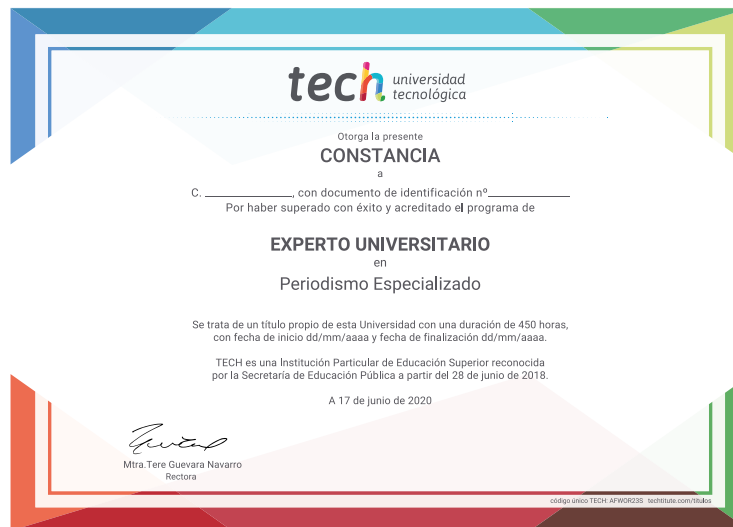 tech universidad
tecnológica
Otorga la presente
CONSTANCIA
a
C. ________________, con documento de identificación nº________________
Por haber superado con éxito y acreditado el programa de
EXPERTO UNIVERSITARIO
en
Periodismo Especializado
Se trata de un título propio de esta Universidad con una duración de 450 horas,
con fecha de inicio dd/mm/aaaa y fecha de finalización dd/mm/aaaa.
TECH es una Institución Particular de Educación Superior reconocida
por la Secretaría de Educación Pública a partir del 28 de junio de 2018.
A 17 de junio de 2020
Mtra.Tere Guevara Navarro
Rectora
código único TECH: AFWOR23S techtitute.com/titulos